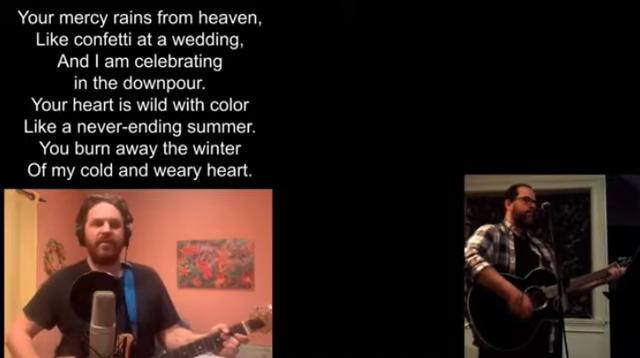 Your mercy rains from heaven,
Like confetti at a wedding,
And I am celebrating
in the downpour.
Your heart is wild with color
Like a never-ending summer.
You burn away the winter
Of my cold and weary heart.